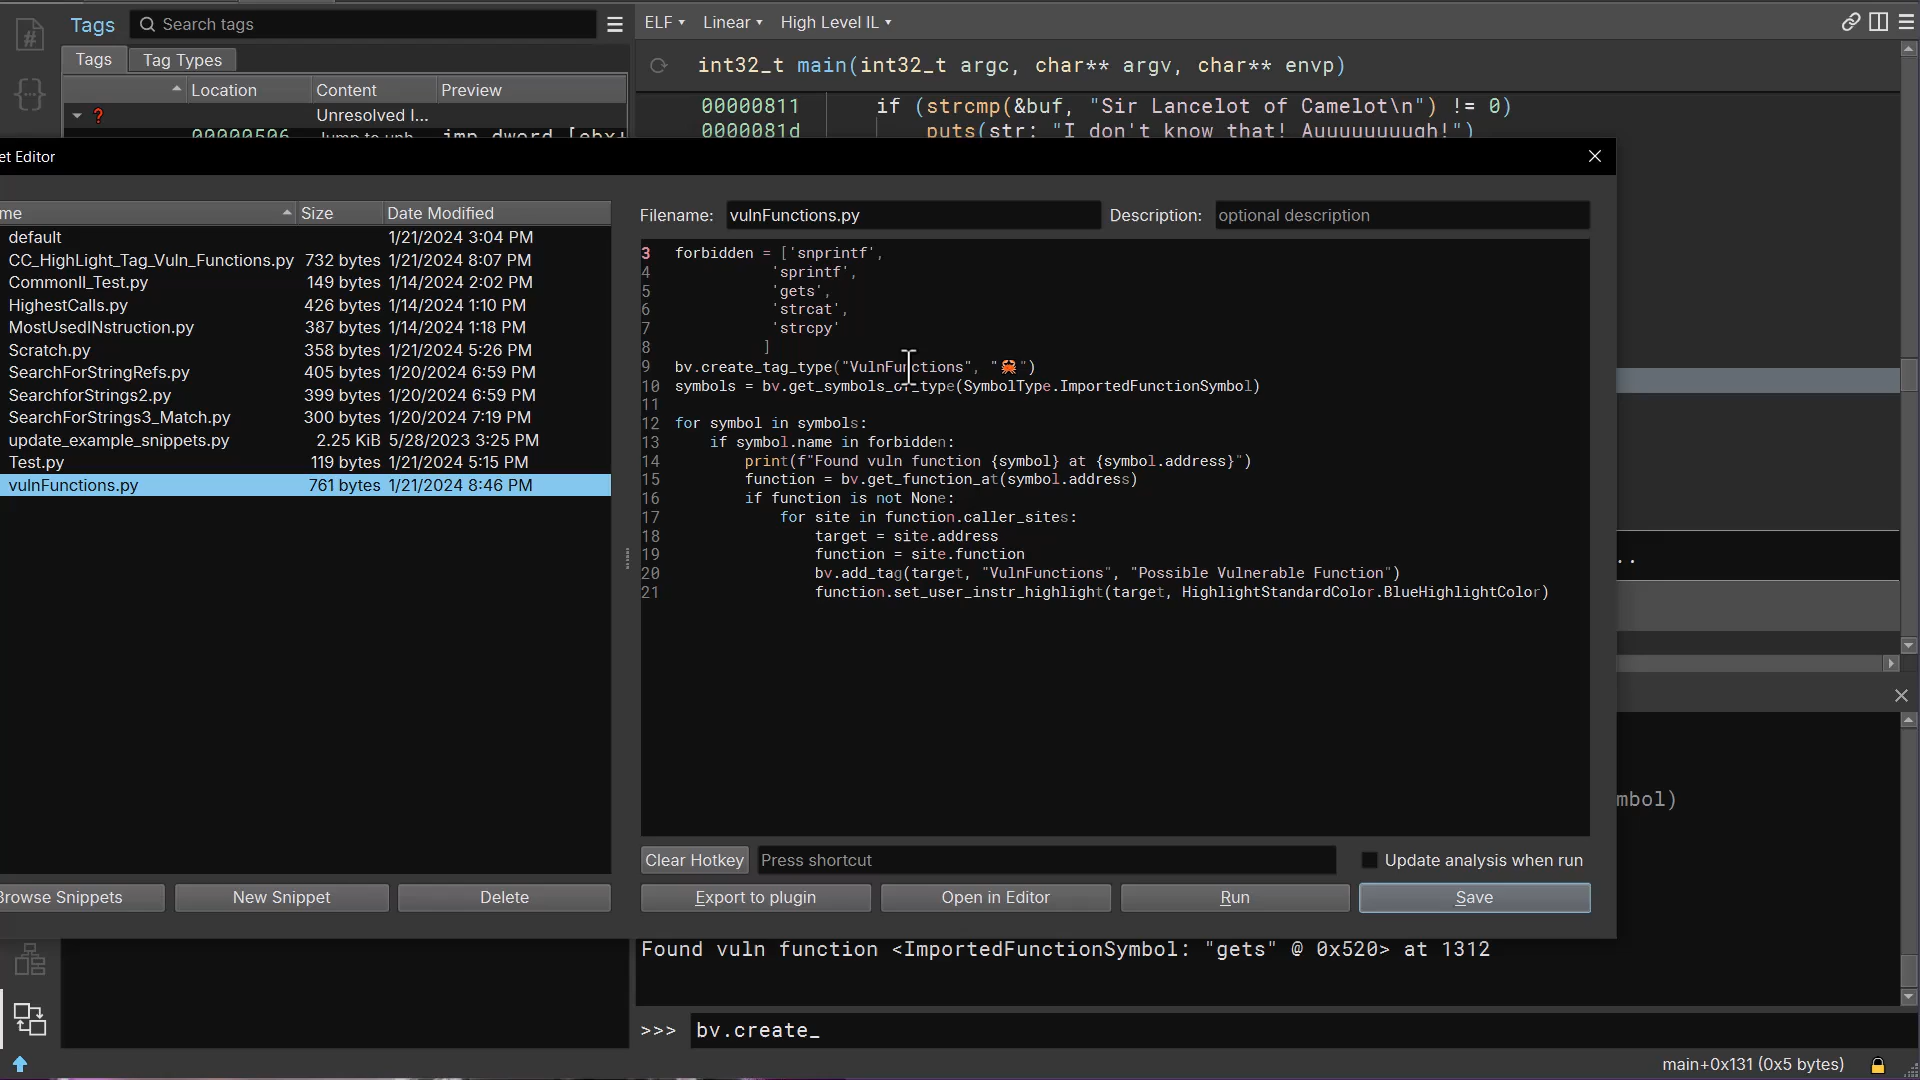 Tags
Search tags
ELF
Linear
High Level IL
Tags
Tag Types
int32_t main(int32_t argc, char** argv, char** envp)
Location
Content
Preview
00000811 if (strcmp(&buf, "Sir Lancelot of Camelot\n") != 0)
Unresolved I...
0000081d puts(str: "I don't know that! Auuuuuuuugh!")
et Editor
me
Size
Date Modified
Filename:
vulnFunctions.py
Description:
optional description
default 1/21/2024 3:04 PM
CC_HighLight_Tag_Vuln_Functions.py 732 bytes 1/21/2024 8:07 PM
CommonIl_Test.py 149 bytes 1/14/2024 2:02 PM
HighestCalls.py 426 bytes 1/14/2024 1:10 PM
MostUsedINstruction.py 387 bytes 1/14/2024 1:18 PM
Scratch.py 358 bytes 1/21/2024 5:26 PM
SearchForStringRefs.py 405 bytes 1/20/2024 6:59 PM
SearchforStrings2.py 399 bytes 1/20/2024 6:59 PM
SearchForStrings3_Match.py 300 bytes 1/20/2024 7:19 PM
update_example_snippets.py 2.25 KiB 5/28/2023 3:25 PM
Test.py 119 bytes 1/21/2024 5:15 PM
vulnFunctions.py 761 bytes 1/21/2024 8:46 PM
3 forbidden = ['snprintf',
4 'sprintf',
5 'gets',
6 'strcat',
7 'strcpy'
8 ]
9 bv.create_tag_type("VulnFunctions", "🦀")
10 symbols = bv.get_symbols_of_type(SymbolType.ImportedFunctionSymbol)
11
12 for symbol in symbols:
13 if symbol.name in forbidden:
14 print(f"Found vuln function {symbol} at {symbol.address}")
15 function = bv.get_function_at(symbol.address)
16 if function is not None:
17 for site in function.caller_sites:
18 target = site.address
19 function = site.function
20 bv.add_tag(target, "VulnFunctions", "Possible Vulnerable Function")
21 function.set_user_instr_highlight(target, HighlightStandardColor.BlueHighlightColor)
..
mbol)
Clear Hotkey
Press shortcut
Update analysis when run
Browse Snippets
New Snippet
Delete
Export to plugin
Open in Editor
Run
Save
Found vuln function <ImportedFunctionSymbol: "gets" @ 0x520> at 1312
>>> bv.create_
main+0x131 (0x5 bytes)